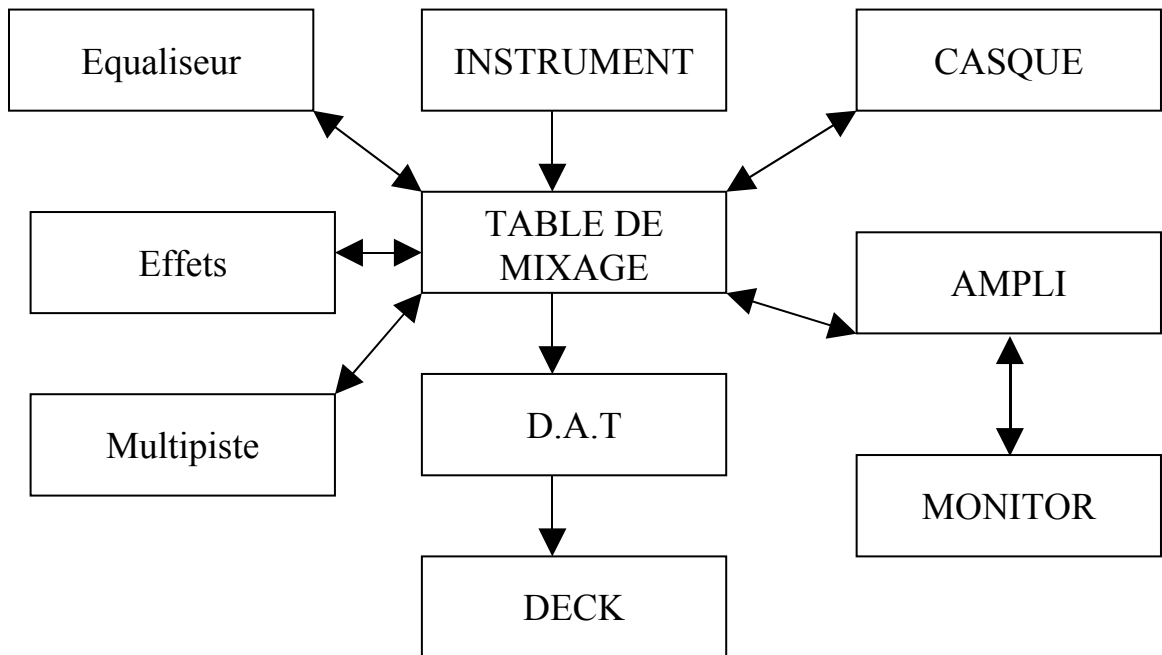 Equaliseur
INSTRUMENT
CASQUE
TABLE DE
MIXAGE
Effets
AMPLI
Multipiste
D.A.T
MONITOR
DECK